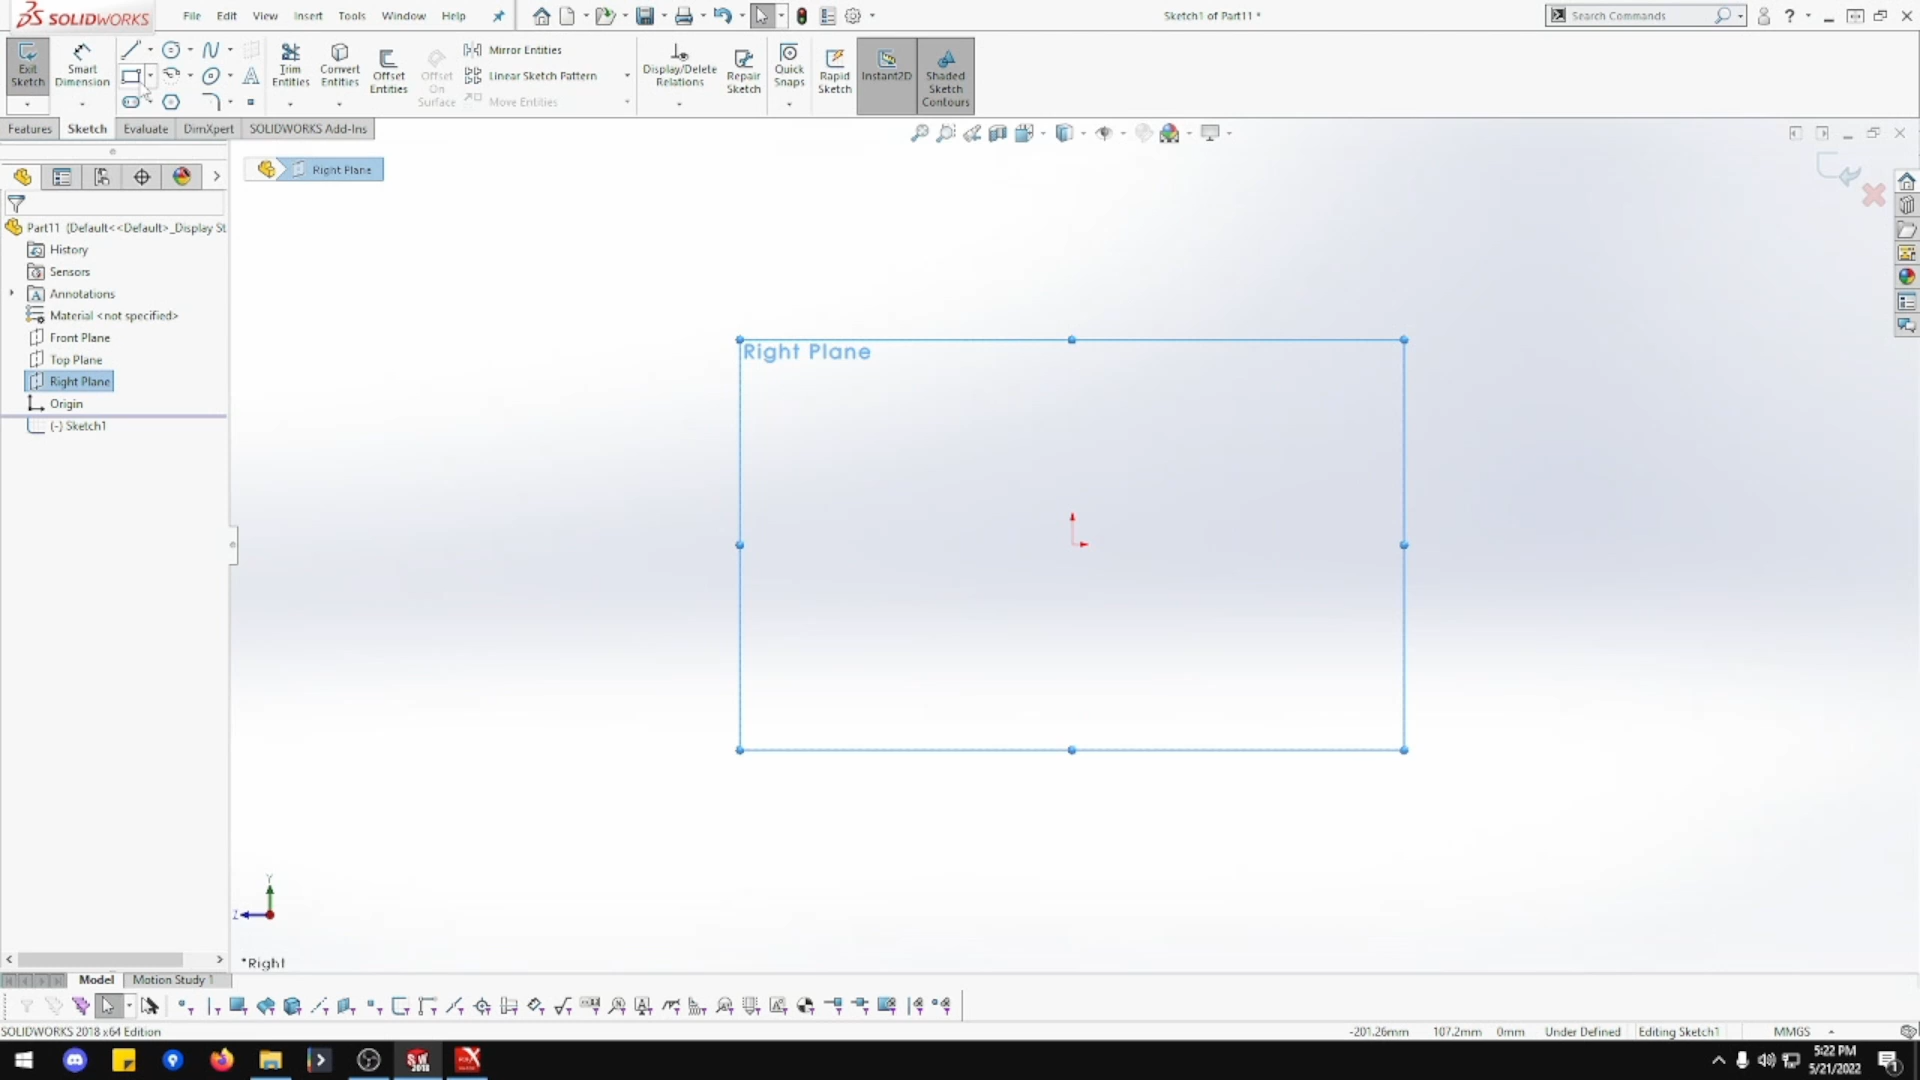 SOLIDWORKS File Edit View Insert Tools Window Help Sketch1 of Part11 * Search Commands
Exit Sketch
Smart Dimension
Trim Entities
Convert Entities
Offset Entities
Offset On Surface
Mirror Entities
Linear Sketch Pattern
Move Entities
Display/Delete Relations
Repair Sketch
Quick Snaps
Rapid Sketch
Instant2D
Shaded Sketch Contours
Features Sketch Evaluate DimXpert SOLIDWORKS Add-Ins
Right Plane
Part11 (Default<<Default>_Display St
History
Sensors
Annotations
Material <not specified>
Front Plane
Top Plane
Right Plane
Origin
(-) Sketch1
Right Plane
Y
Z
*Right
Model Motion Study 1
SOLIDWORKS 2018 x64 Edition -201.26mm 107.2mm 0mm Under Defined Editing Sketch1 MMGS
5:22 PM
5/21/2022